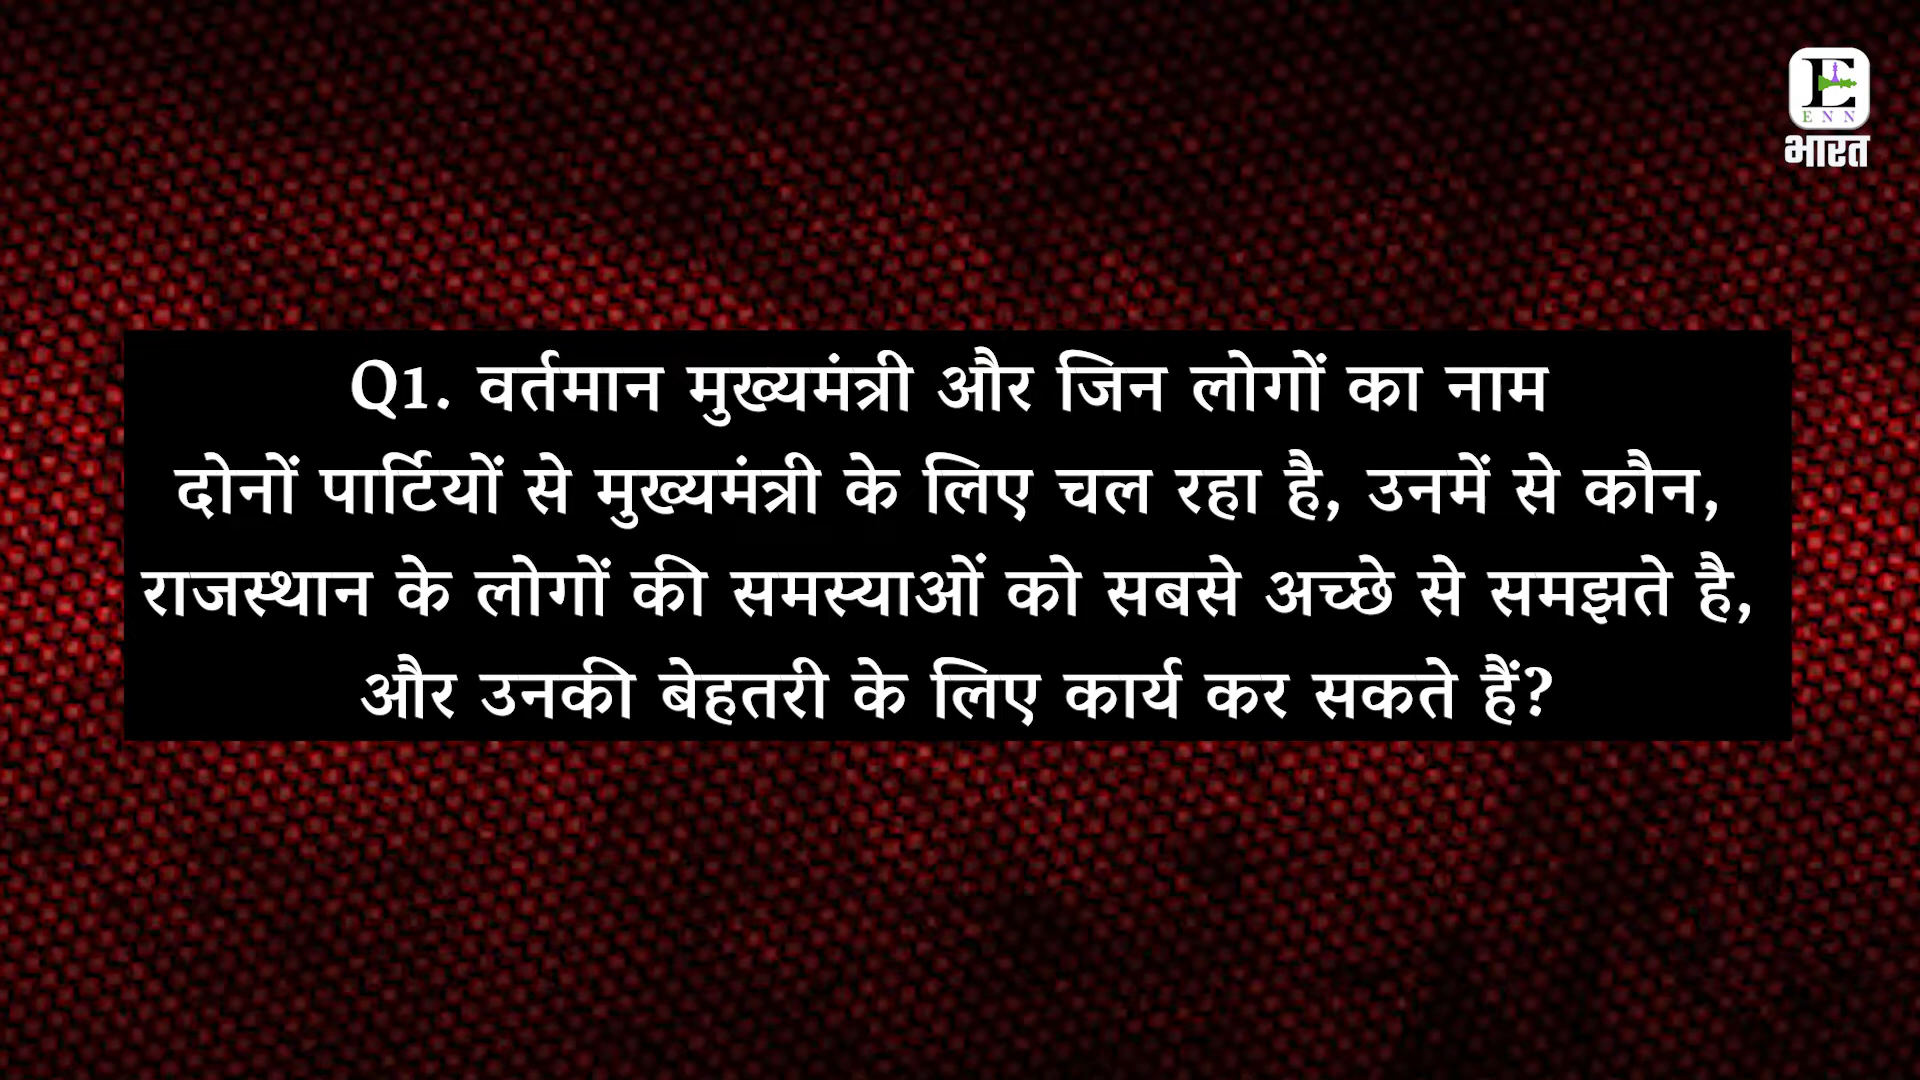 E N N
भारत
Q1. वर्तमान मुख्यमंत्री और जिन लोगों का नाम
दोनों पार्टियों से मुख्यमंत्री के लिए चल रहा है, उनमें से कौन,
राजस्थान के लोगों की समस्याओं को सबसे अच्छे से समझते है,
और उनकी बेहतरी के लिए कार्य कर सकते हैं?